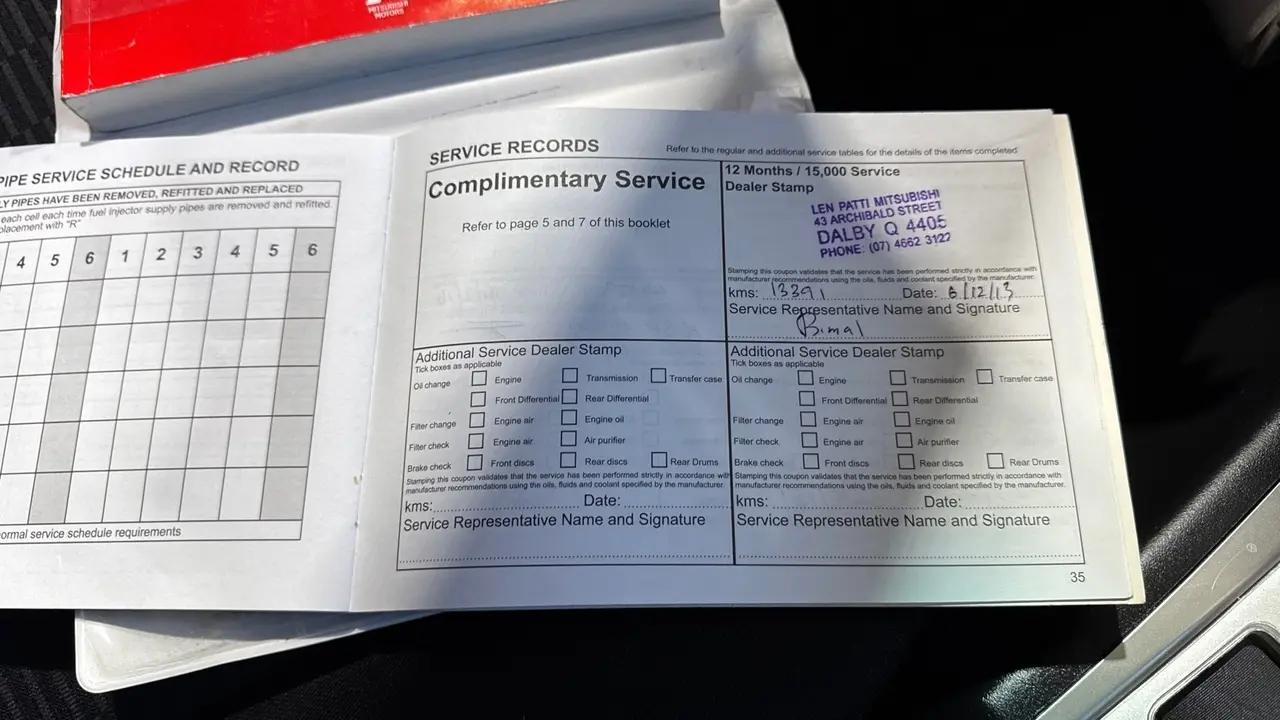 MITSUBISHI
MOTORS
PIPE SERVICE SCHEDULE AND RECORD
LY PIPES HAVE BEEN REMOVED, REFITTED AND REPLACED
each cell each time fuel injector supply pipes are removed and refitted.
placement with "R"
4 5 6 1 2 3 4 5 6
ormal service schedule requirements
SERVICE RECORDS
Refer to the regular and additional service tables for the details of the items completed
Complimentary Service
Refer to page 5 and 7 of this booklet
12 Months / 15,000 Service
Dealer Stamp
LEN PATTI MITSUBISHI
43 ARCHIBALD STREET
DALBY Q 4405
PHONE: (07) 4662 3122
Stamping this coupon validates that the service has been performed strictly in accordance with
manufacturer recommendations using the oils, fluids and coolant specified by the manufacturer.
kms: 13391 Date: 6/12/13
Service Representative Name and Signature
Bimal
Additional Service Dealer Stamp
Tick boxes as applicable
Oil change Engine Transmission Transfer case
Front Differential Rear Differential
Filter change Engine air Engine oil
Filter check Engine air Air purifier
Brake check Front discs Rear discs Rear Drums
Stamping this coupon validates that the service has been performed strictly in accordance with
manufacturer recommendations using the oils, fluids and coolant specified by the manufacturer.
kms: Date:
Service Representative Name and Signature
Additional Service Dealer Stamp
Tick boxes as applicable
Oil change Engine Transmission Transfer case
Front Differential Rear Differential
Filter change Engine air Engine oil
Filter check Engine air Air purifier
Brake check Front discs Rear discs Rear Drums
Stamping this coupon validates that the service has been performed strictly in accordance with
manufacturer recommendations using the oils, fluids and coolant specified by the manufacturer.
kms: Date:
Service Representative Name and Signature
35